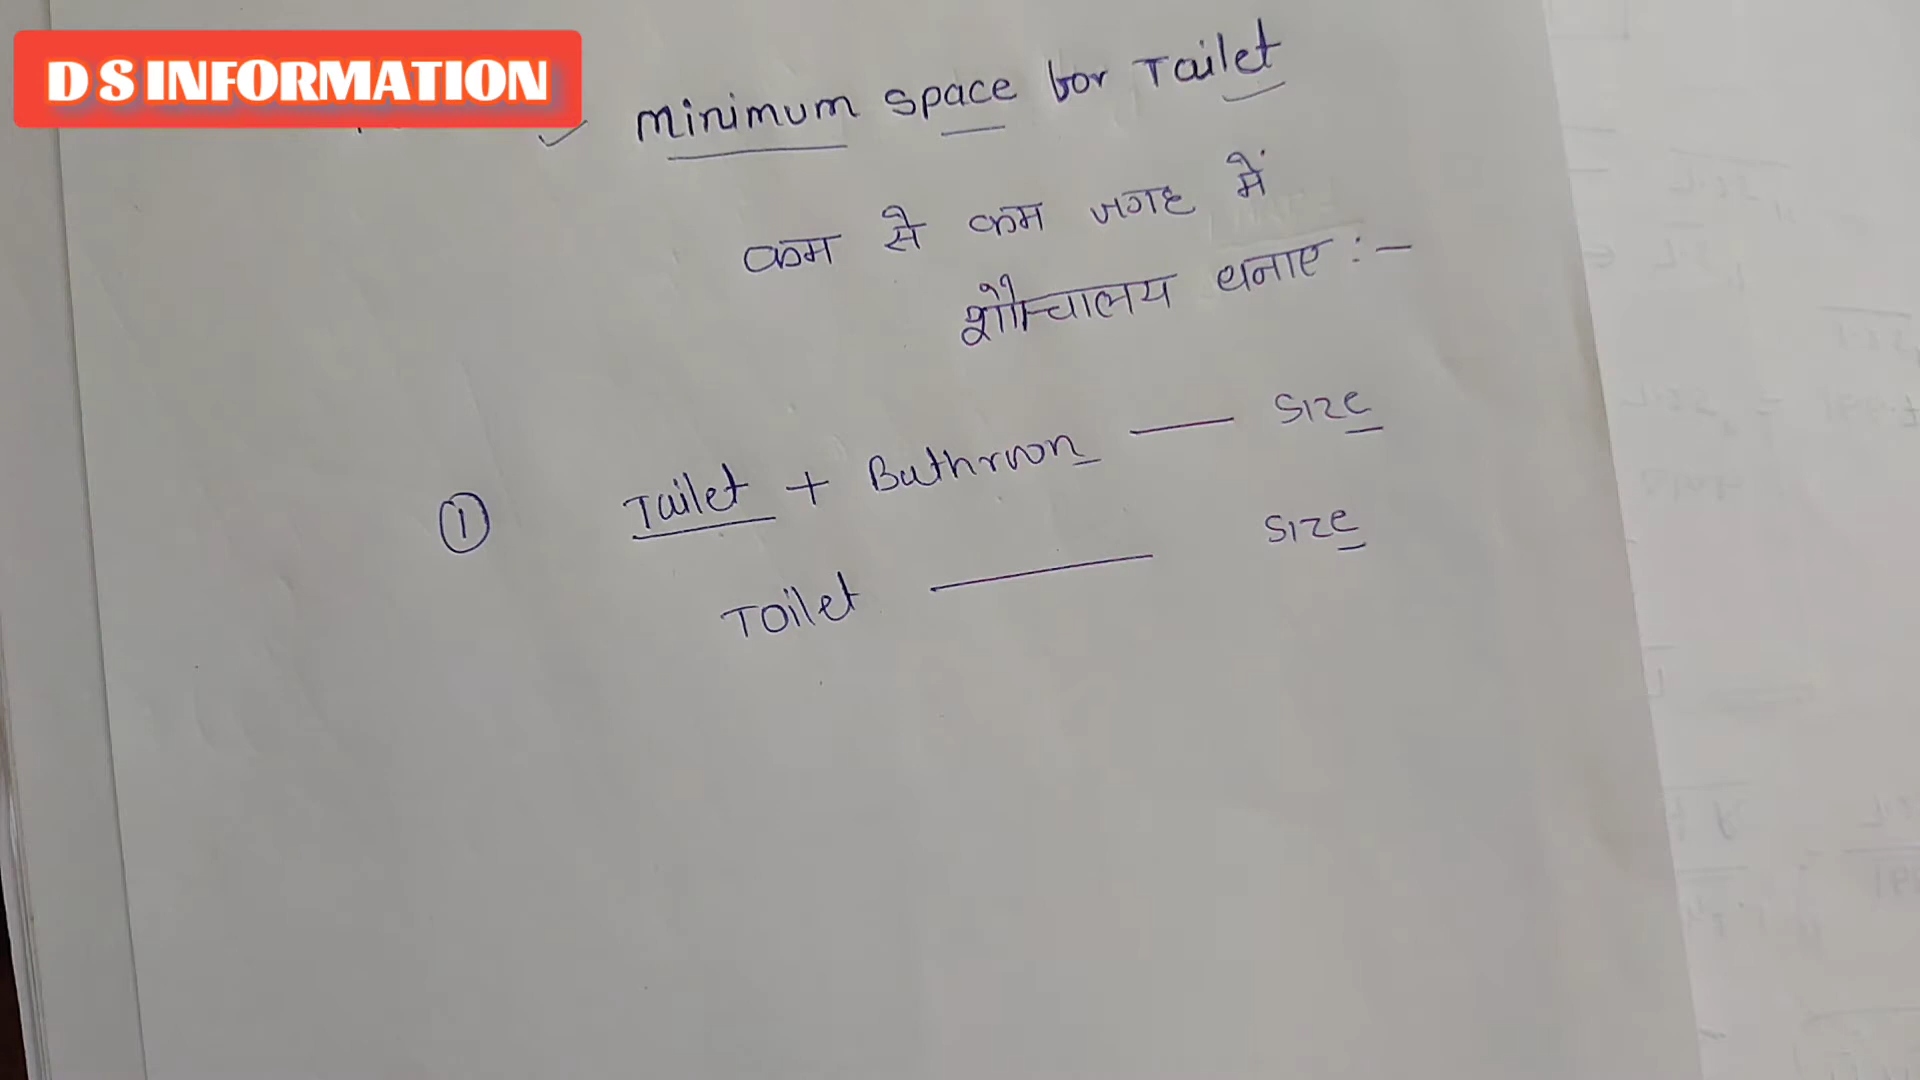 D S INFORMATION
minimum space for Tailet
कम से कम जगह में
शौचालय बनाए :-
① Tailet + Bathroon — Size
Toilet — Size